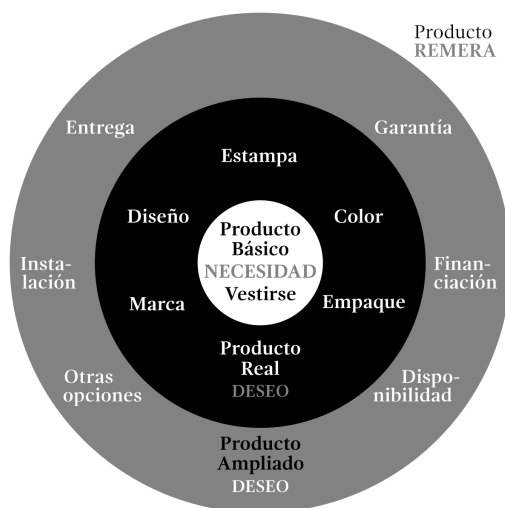 Producto
REMERA
Entrega
Garantía
Estampa
Diseño
Color
Producto
Básico
NECESIDAD
Vestirse
Insta-
lación
Finan-
ciación
Marca
Empaque
Producto
Real
DESEO
Otras
opciones
Dispo-
nibilidad
Producto
Ampliado
DESEO